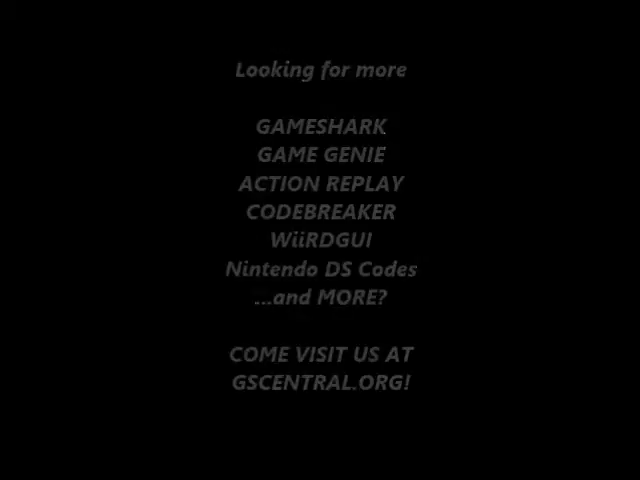 Looking for more
GAMESHARK
GAME GENIE
ACTION REPLAY
CODEBREAKER
WiiRDGUI
Nintendo DS Codes
...and MORE?
COME VISIT US AT
GSCENTRAL.ORG!